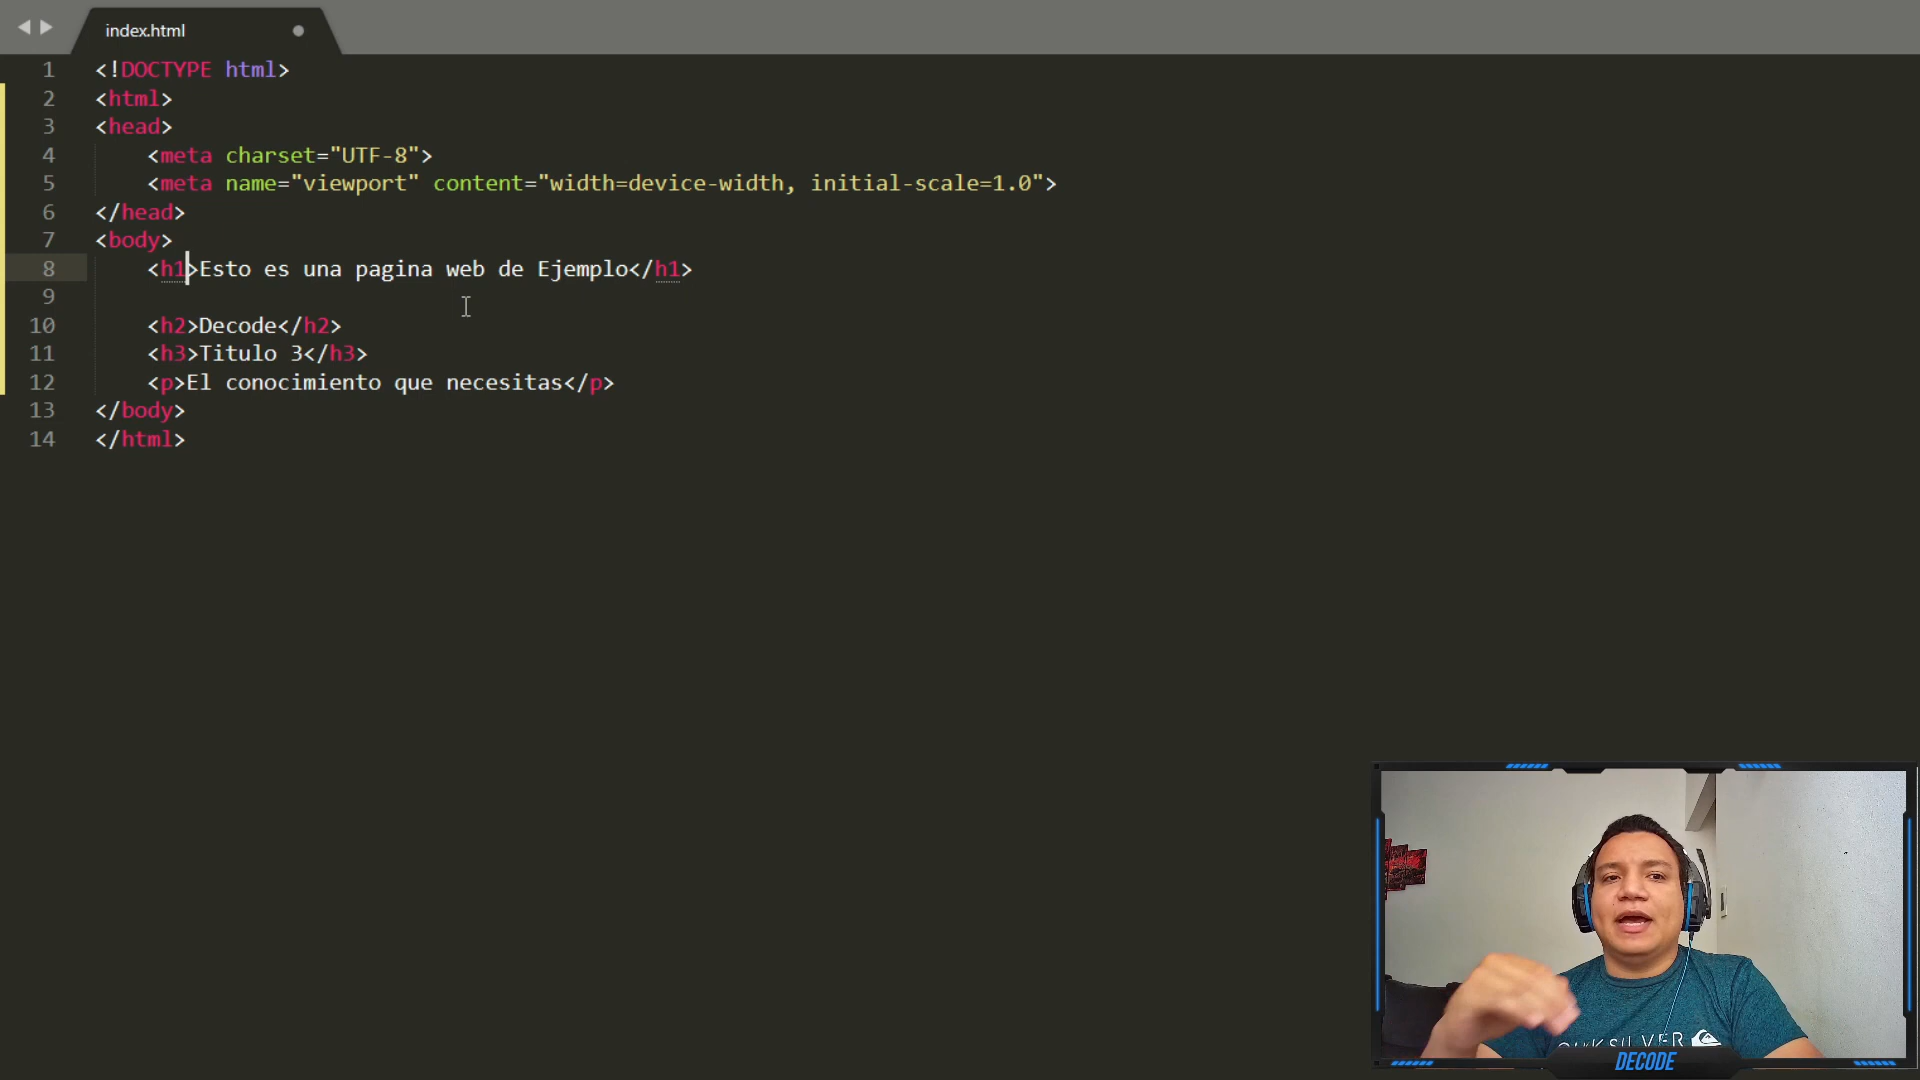 index.html
1 <!DOCTYPE html>
2 <html>
3 <head>
4 <meta charset="UTF-8">
5 <meta name="viewport" content="width=device-width, initial-scale=1.0">
6 </head>
7 <body>
8 <h1>Esto es una pagina web de Ejemplo</h1>
9
10 <h2>Decode</h2>
11 <h3>Titulo 3</h3>
12 <p>El conocimiento que necesitas</p>
13 </body>
14 </html>
QUIKSILVER
DECODE